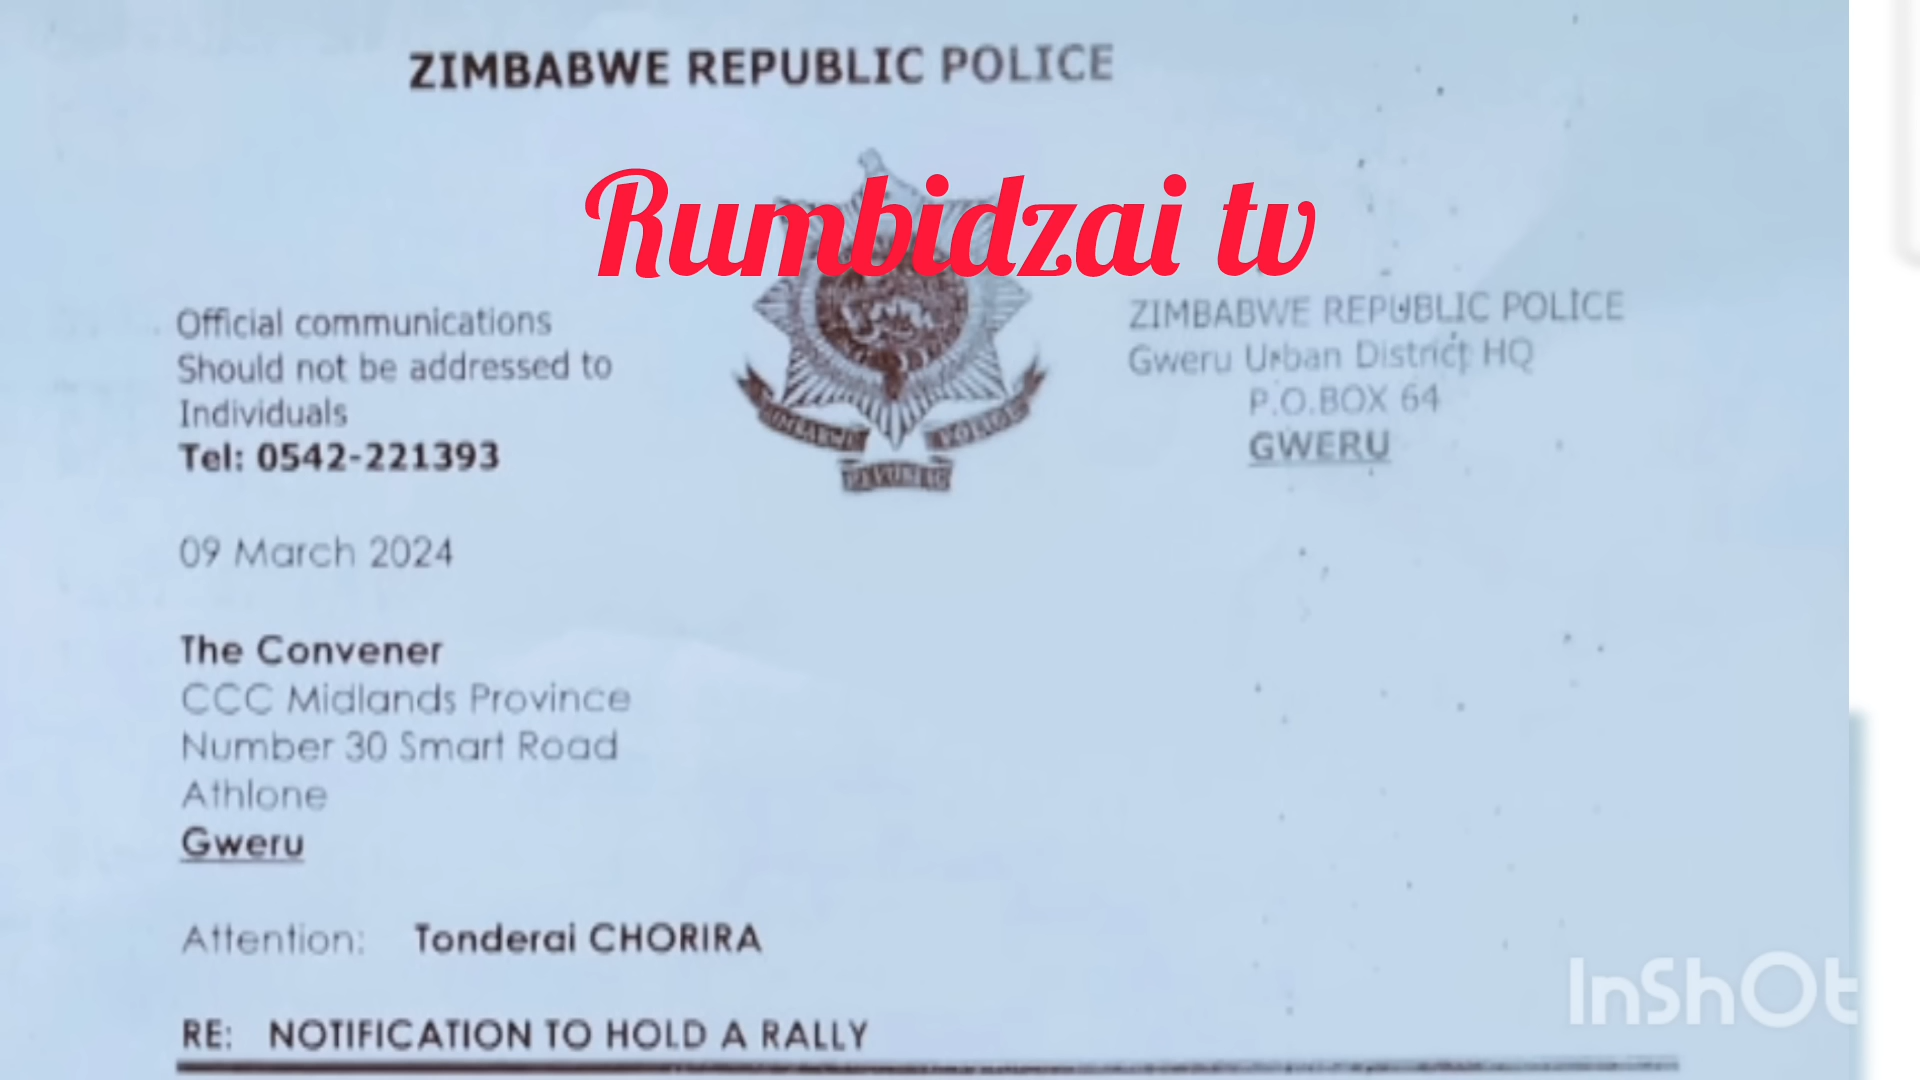 ZIMBABWE REPUBLIC POLICE
Rumbidzai tv
Official communications
Should not be addressed to
Individuals
Tel: 0542-221393
ZIMBABWE
POLICE
ZIMBABWE REPUBLIC POLICE
Gweru Urban District HQ
P.O.BOX 64
GWERU
09 March 2024
The Convener
CCC Midlands Province
Number 30 Smart Road
Athlone
Gweru
Attention: Tonderai CHORIRA
RE: NOTIFICATION TO HOLD A RALLY
InShOt